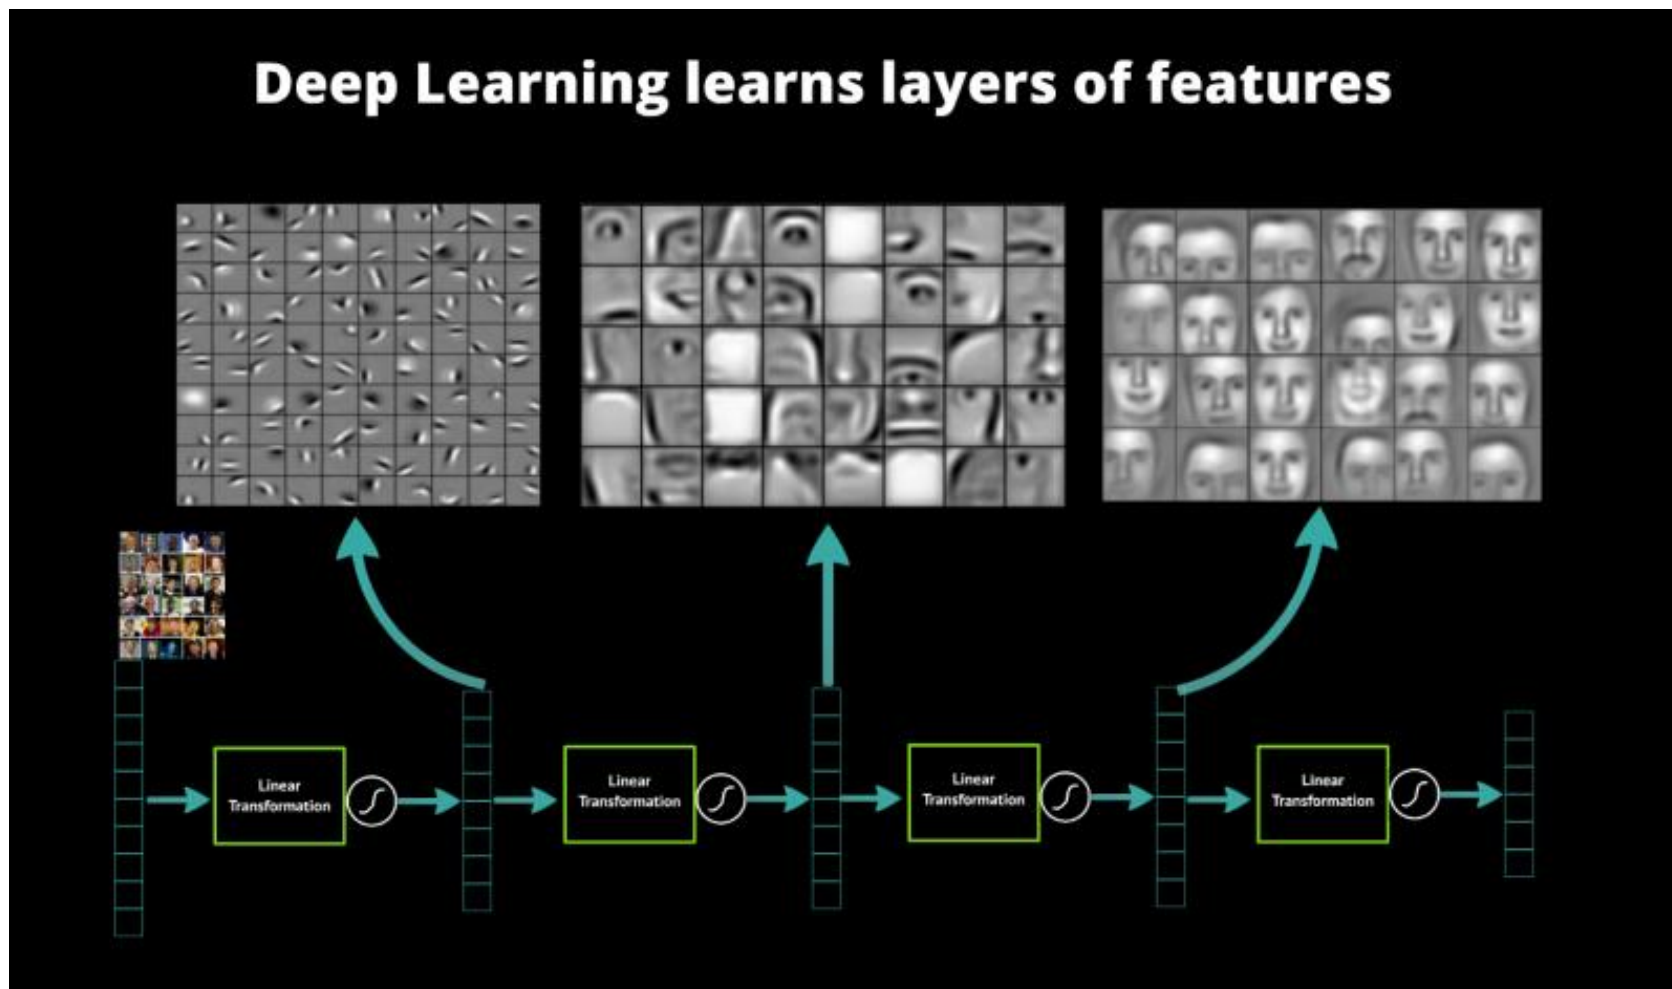 Deep Learning learns layers of features
Linear
Transformation
Linear
Transformation
Linear
Transformation
Linear
Transformation